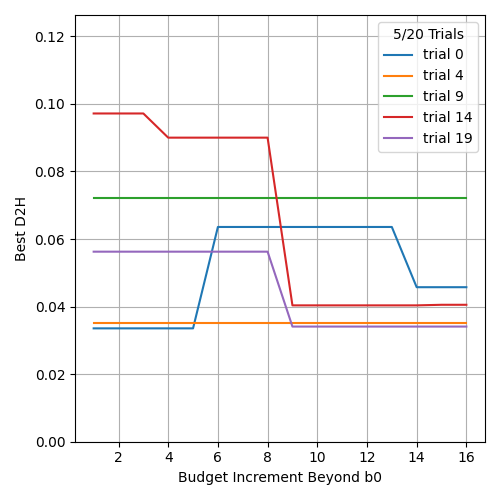 5/20 Trials
trial 0
trial 4
trial 9
trial 14
trial 19
0.12
0.10
0.08
0.06
0.04
0.02
0.00
Best D2H
2 4 6 8 10 12 14 16
Budget Increment Beyond b0